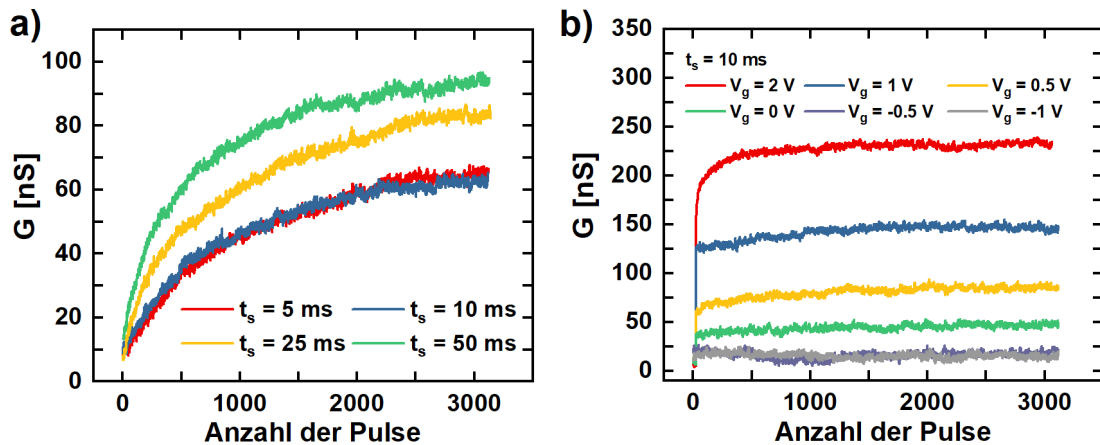 a)
G [nS]
100
80
60
40
20
0
t_s = 5 ms
t_s = 10 ms
t_s = 25 ms
t_s = 50 ms
0 1000 2000 3000
Anzahl der Pulse
b)
G [nS]
350
300
250
200
150
100
50
0
t_s = 10 ms
V_g = 2 V V_g = 1 V V_g = 0.5 V
V_g = 0 V V_g = -0.5 V V_g = -1 V
0 1000 2000 3000
Anzahl der Pulse